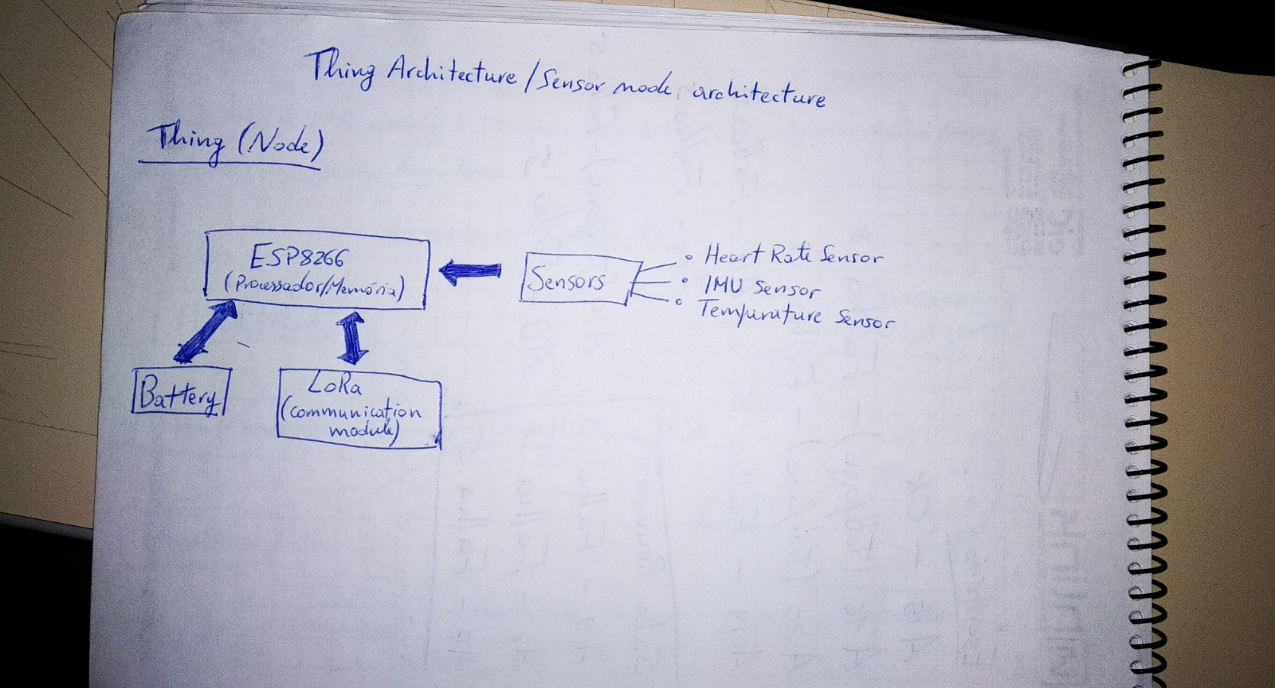 Thing Architecture / Sensor node architecture
Thing (Node)
ESP8266
(Processador/Memória)
Sensors
Heart Rate Sensor
IMU Sensor
Temperature Sensor
Battery
LoRa
(communication
module)